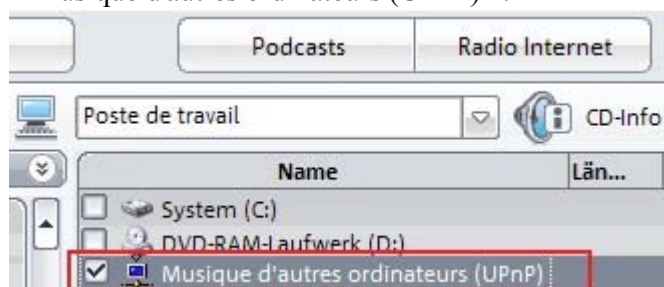 Podcasts Radio Internet
Poste de travail CD-Info
Name Län...
System (C:)
DVD-RAM-Laufwerk (D:)
Musique d'autres ordinateurs (UPnP)